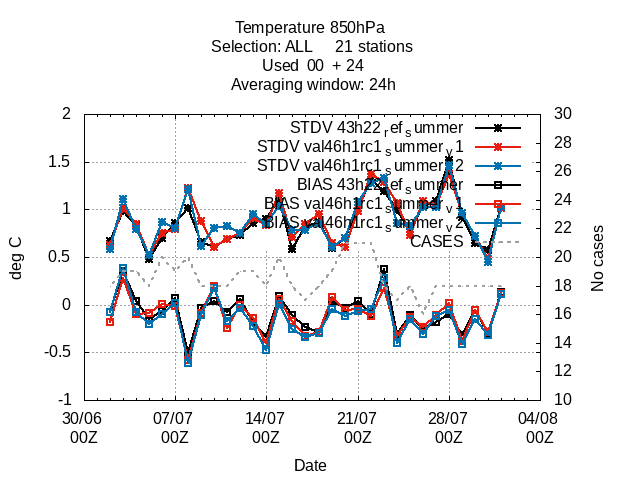 Temperature 850hPa
Selection: ALL 21 stations
Used 00 + 24
Averaging window: 24h
STDV 43h22_ref_summer
STDV val46h1rc1_summer_v1
STDV val46h1rc1_summer_v2
BIAS 43h22_ref_summer
BIAS val46h1rc1_summer_v1
BIAS val46h1rc1_summer_v2
CASES
deg C
2
1.5
1
0.5
0
-0.5
-1
No cases
30
28
26
24
22
20
18
16
14
12
10
30/06 07/07 14/07 21/07 28/07 04/08
00Z 00Z 00Z 00Z 00Z 00Z
Date